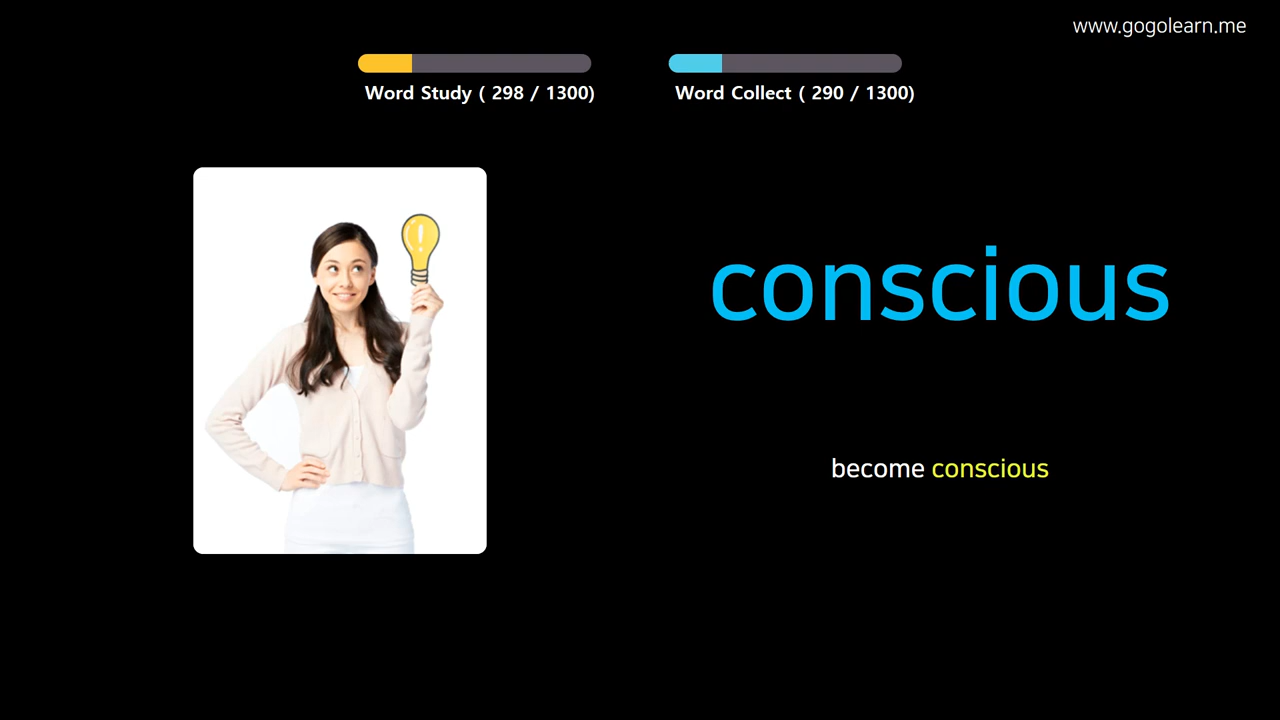 www.gogolearn.me
Word Study ( 298 / 1300)
Word Collect ( 290 / 1300)
conscious
become conscious